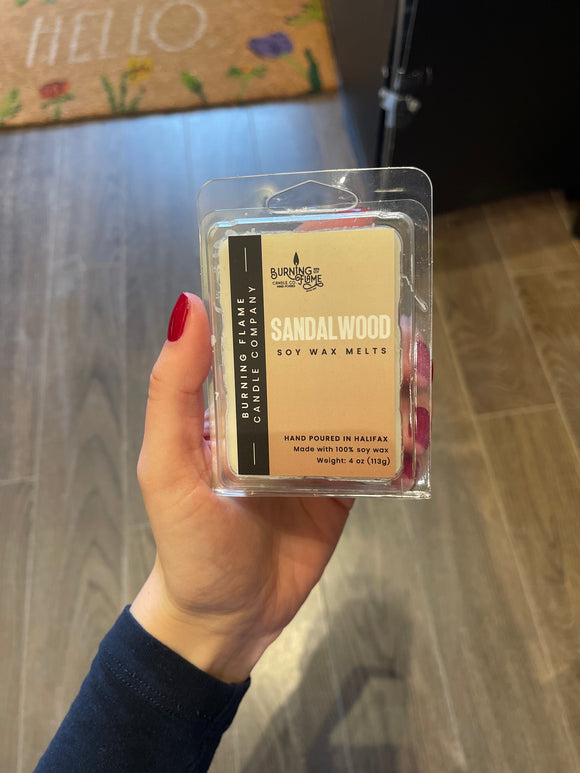 HELLO.
BURNING
CANDLE CO.
FLAME
SANDALWOOD
SOY WAX MELTS
BURNING FLAME
CANDLE COMPANY
HAND POURED IN HALIFAX
Made with 100% soy wax
Weight: 4 oz (113g)